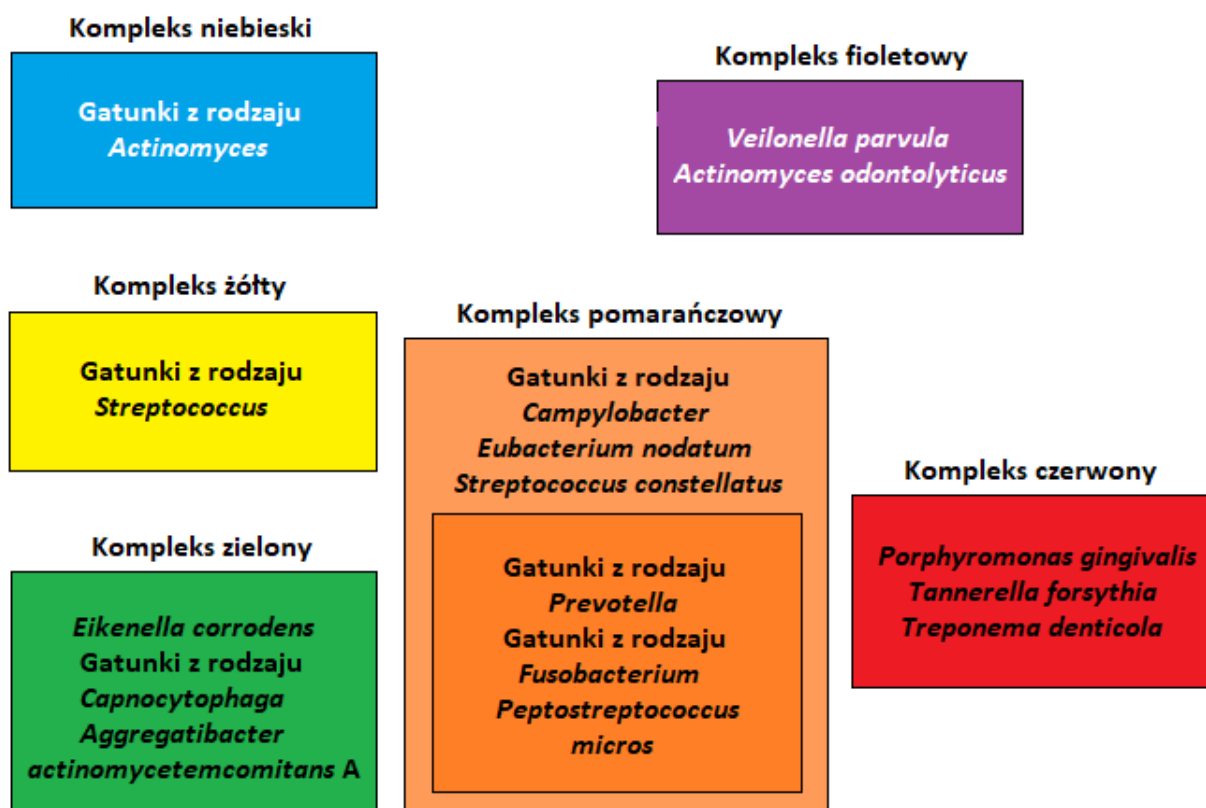 Kompleks niebieski
Gatunki z rodzaju
Actinomyces
Kompleks fioletowy
Veilonella parvula
Actinomyces odontolyticus
Kompleks żółty
Gatunki z rodzaju
Streptococcus
Kompleks pomarańczowy
Gatunki z rodzaju
Campylobacter
Eubacterium nodatum
Streptococcus constellatus
Gatunki z rodzaju
Prevotella
Gatunki z rodzaju
Fusobacterium
Peptostreptococcus
micros
Kompleks czerwony
Porphyromonas gingivalis
Tannerella forsythia
Treponema denticola
Kompleks zielony
Eikenella corrodens
Gatunki z rodzaju
Capnocytophaga
Aggregatibacter
actinomycetemcomitans A